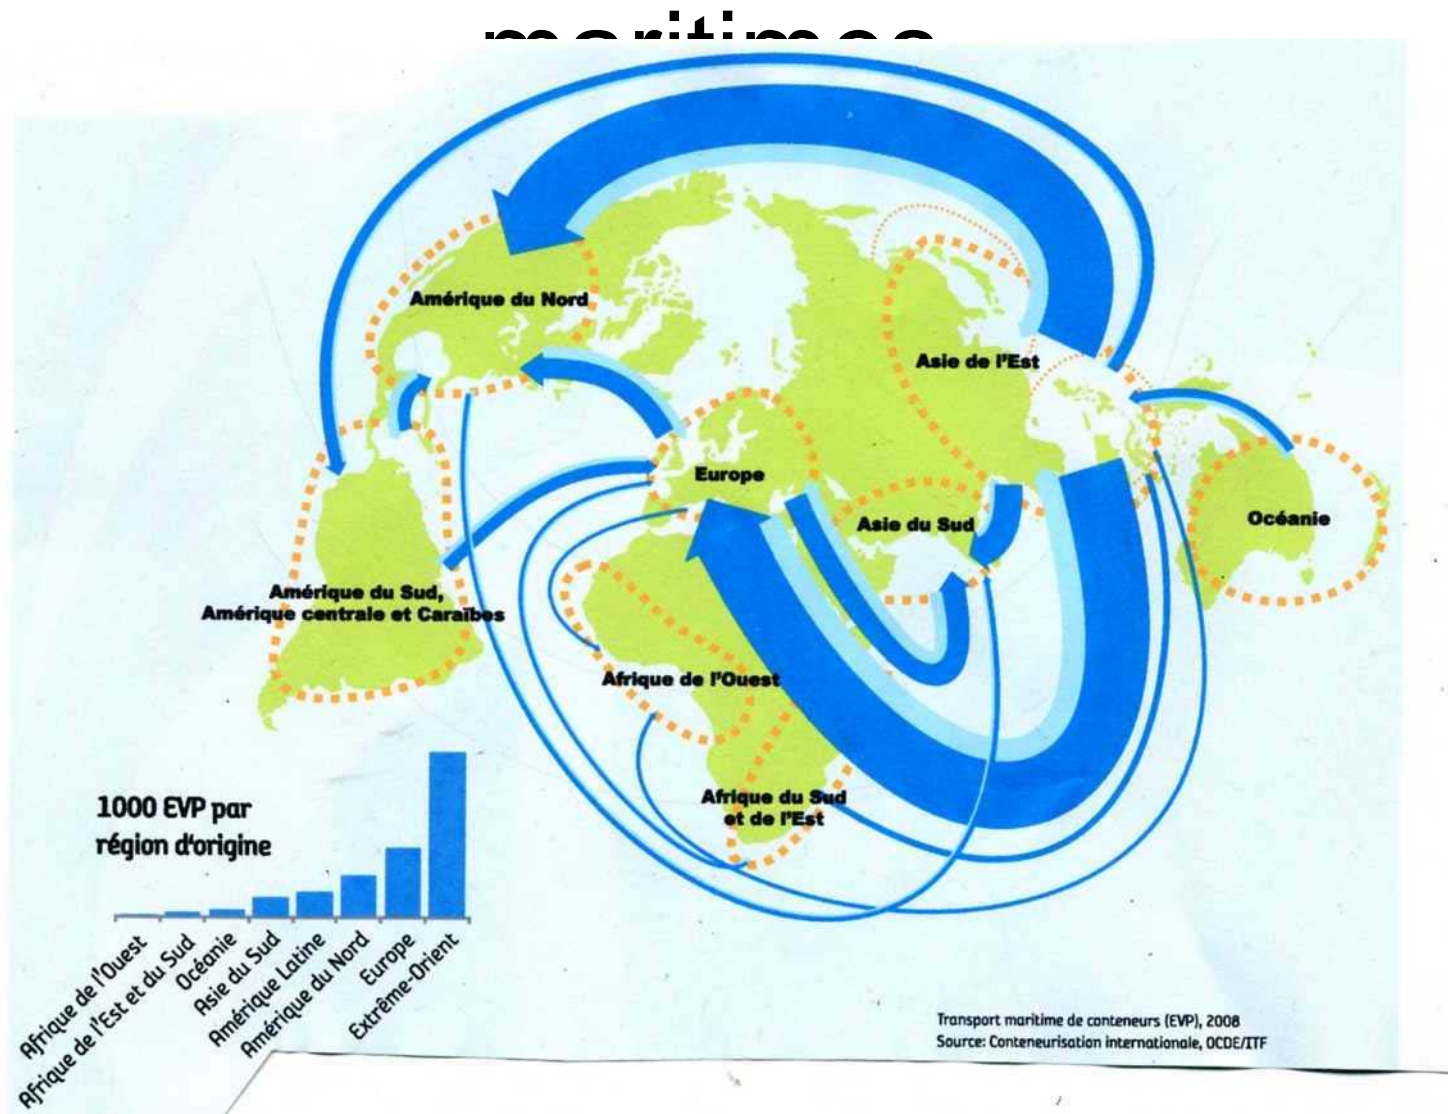 maritimes
Amérique du Nord
Asie de l'Est
Europe
Asie du Sud
Océanie
Amérique du Sud,
Amérique centrale et Caraïbes
Afrique de l'Ouest
Afrique du Sud
et de l'Est
1000 EVP par
région d'origine
Afrique de l'Ouest
Afrique de l'Est et du Sud
Océanie
Asie du Sud
Amérique Latine
Amérique du Nord
Europe
Extrême-Orient
Transport maritime de conteneurs (EVP), 2008
Source: Conteneurisation internationale, OCDE/ITF